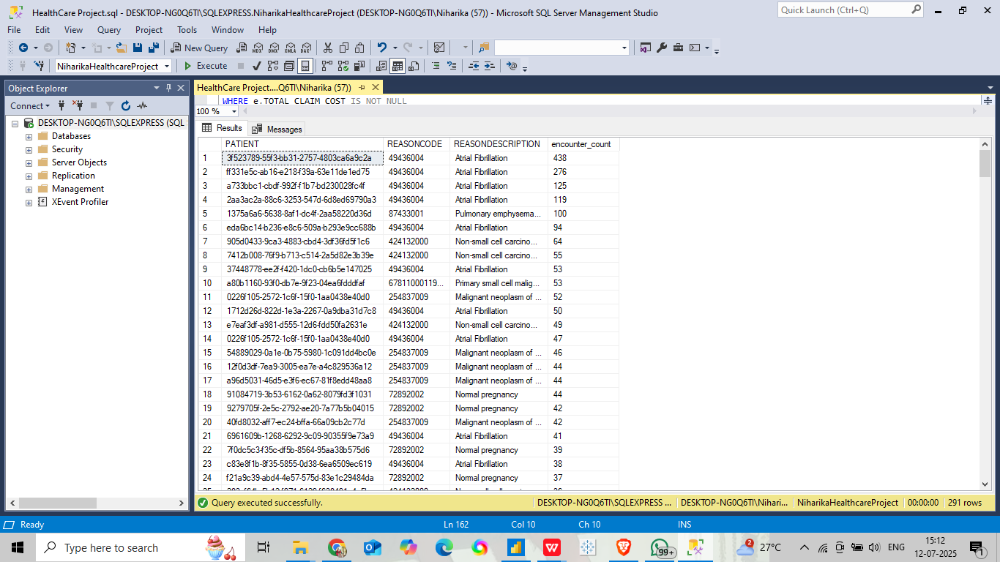 HealthCare Project.sql - DESKTOP-NG0Q6TI\SQLEXPRESS.NiharikaHealthcareProject (DESKTOP-NG0Q6TI\Niharika (57)) - Microsoft SQL Server Management Studio
Quick Launch (Ctrl+Q)
File Edit View Query Project Tools Window Help
New Query MDX DMX XMLA DAX
NiharikaHealthcareProject Execute
Object Explorer
HealthCare Project....Q6TI\Niharika (57))
WHERE e.TOTAL_CLAIM_COST IS NOT NULL
Connect
100 %
DESKTOP-NG0Q6TI\SQLEXPRESS (SQL
Databases
Security
Server Objects
Replication
Management
XEvent Profiler
Results Messages
PATIENT REASONCODE REASONDESCRIPTION encounter_count
1 3f523789-55f3-bb31-2757-4803ca6a9c2a 49436004 Atrial Fibrillation 438
2 ff331e5c-ab16-e218-f39a-63e11de1ed75 49436004 Atrial Fibrillation 276
3 a733bbc1-cbdf-992f-f1b7-bd230028fc4f 49436004 Atrial Fibrillation 125
4 2aa3ac2a-88c6-3253-547d-6d8ed69790a3 49436004 Atrial Fibrillation 119
5 1375a6a6-5638-8af1-dc4f-2aa58220d36d 87433001 Pulmonary emphysema... 100
6 eda6bc14-b236-e8c6-509a-b293e9cc688b 49436004 Atrial Fibrillation 94
7 905d0433-9ca3-4883-cbd4-3df36fd5f1c6 424132000 Non-small cell carcino... 64
8 7412b008-76f9-b713-c514-2a5d82e3b39e 424132000 Non-small cell carcino... 55
9 37448778-ee2f-f420-1dc0-cb6b5e147025 49436004 Atrial Fibrillation 53
10 a80b1160-93f0-db7e-9f23-04ea6fdddfaf 67811000119... Primary small cell malig... 53
11 0226f105-2572-1c6f-15f0-1aa0438e40d0 254837009 Malignant neoplasm of ... 52
12 1712d26d-822d-1e3a-2267-0a9dba31d7c8 49436004 Atrial Fibrillation 50
13 e7eaf3df-a981-d555-12d6-fdd50fa2631e 424132000 Non-small cell carcino... 49
14 0226f105-2572-1c6f-15f0-1aa0438e40d0 49436004 Atrial Fibrillation 47
15 54889029-0a1e-0b75-5980-1c091dd4bc0e 254837009 Malignant neoplasm of ... 46
16 12f0d3df-7ea9-3005-ea7e-a4c829536a12 254837009 Malignant neoplasm of ... 44
17 a96d5031-46d5-e3f6-ec67-81f8edd48aa8 254837009 Malignant neoplasm of ... 44
18 91084719-3b53-6162-0a62-8079fd3f1031 72892002 Normal pregnancy 44
19 9279705f-2e5c-2792-ae20-7a77b5b04015 72892002 Normal pregnancy 42
20 40fd8032-aff7-ec24-bffa-66a09cb2c77d 254837009 Malignant neoplasm of ... 42
21 6961609b-1268-6292-9c09-90355f9e73a9 49436004 Atrial Fibrillation 41
22 7f0dc5c3-f35c-df5b-8564-95aa38b575d6 72892002 Normal pregnancy 39
23 c83e8f1b-8f35-5855-0d38-6ea6509ec619 49436004 Atrial Fibrillation 38
24 f21a9c39-abd4-4e57-575d-83e1c29484da 72892002 Normal pregnancy 37
Query executed successfully. DESKTOP-NG0Q6TI\SQLEXPRESS ... DESKTOP-NG0Q6TI\Nihari... NiharikaHealthcareProject 00:00:00 291 rows
Ready Ln 162 Col 10 Ch 10 INS
Type here to search 99+ 2 27°C ENG 15:12
12-07-2025 1